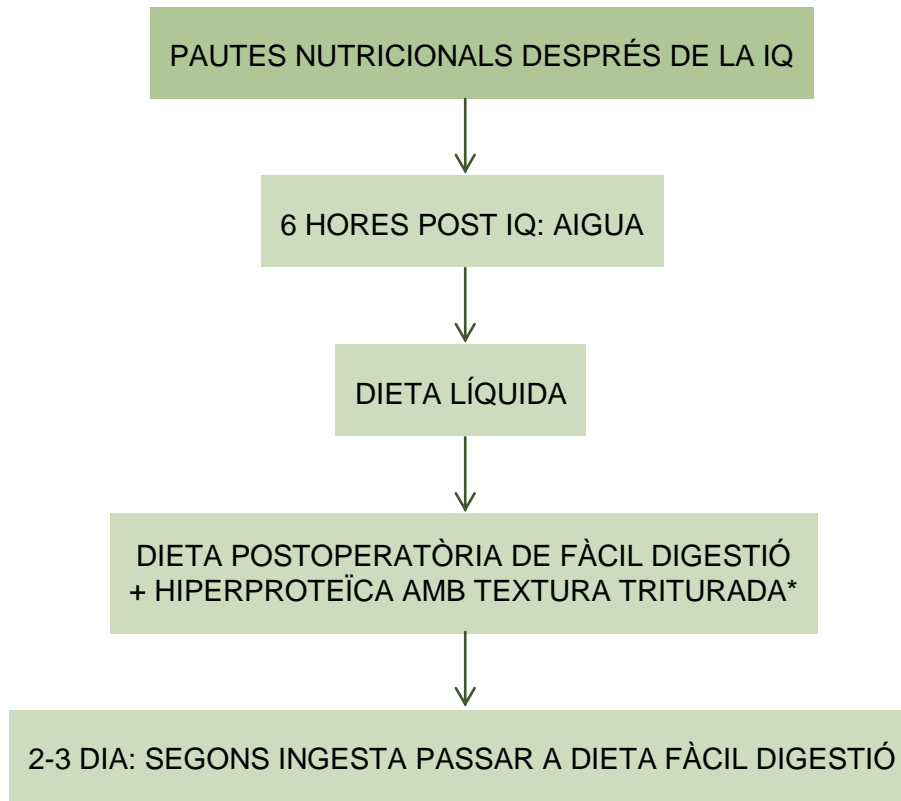 PAUTES NUTRICIONALS DESPRÉS DE LA IQ
6 HORES POST IQ: AIGUA
DIETA LÍQUIDA
DIETA POSTOPERATÒRIA DE FÀCIL DIGESTIÓ
+ HIPERPROTEÏCA AMB TEXTURA TRITURADA*
2-3 DIA: SEGONS INGESTA PASSAR A DIETA FÀCIL DIGESTIÓ